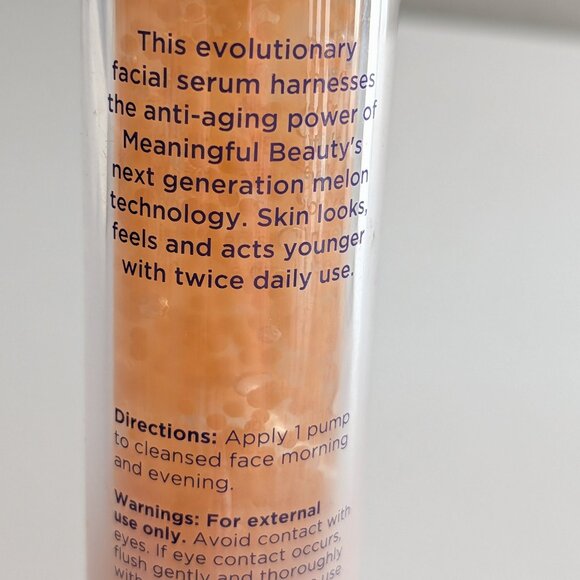 This evolutionary
facial serum harnesses
the anti-aging power of
Meaningful Beauty's
next generation melon
technology. Skin looks,
feels and acts younger
with twice daily use.
Directions: Apply 1 pump
to cleansed face morning
and evening.
Warnings: For external
use only. Avoid contact with
eyes. If eye contact occurs,
flush gently and thoroughly
with use